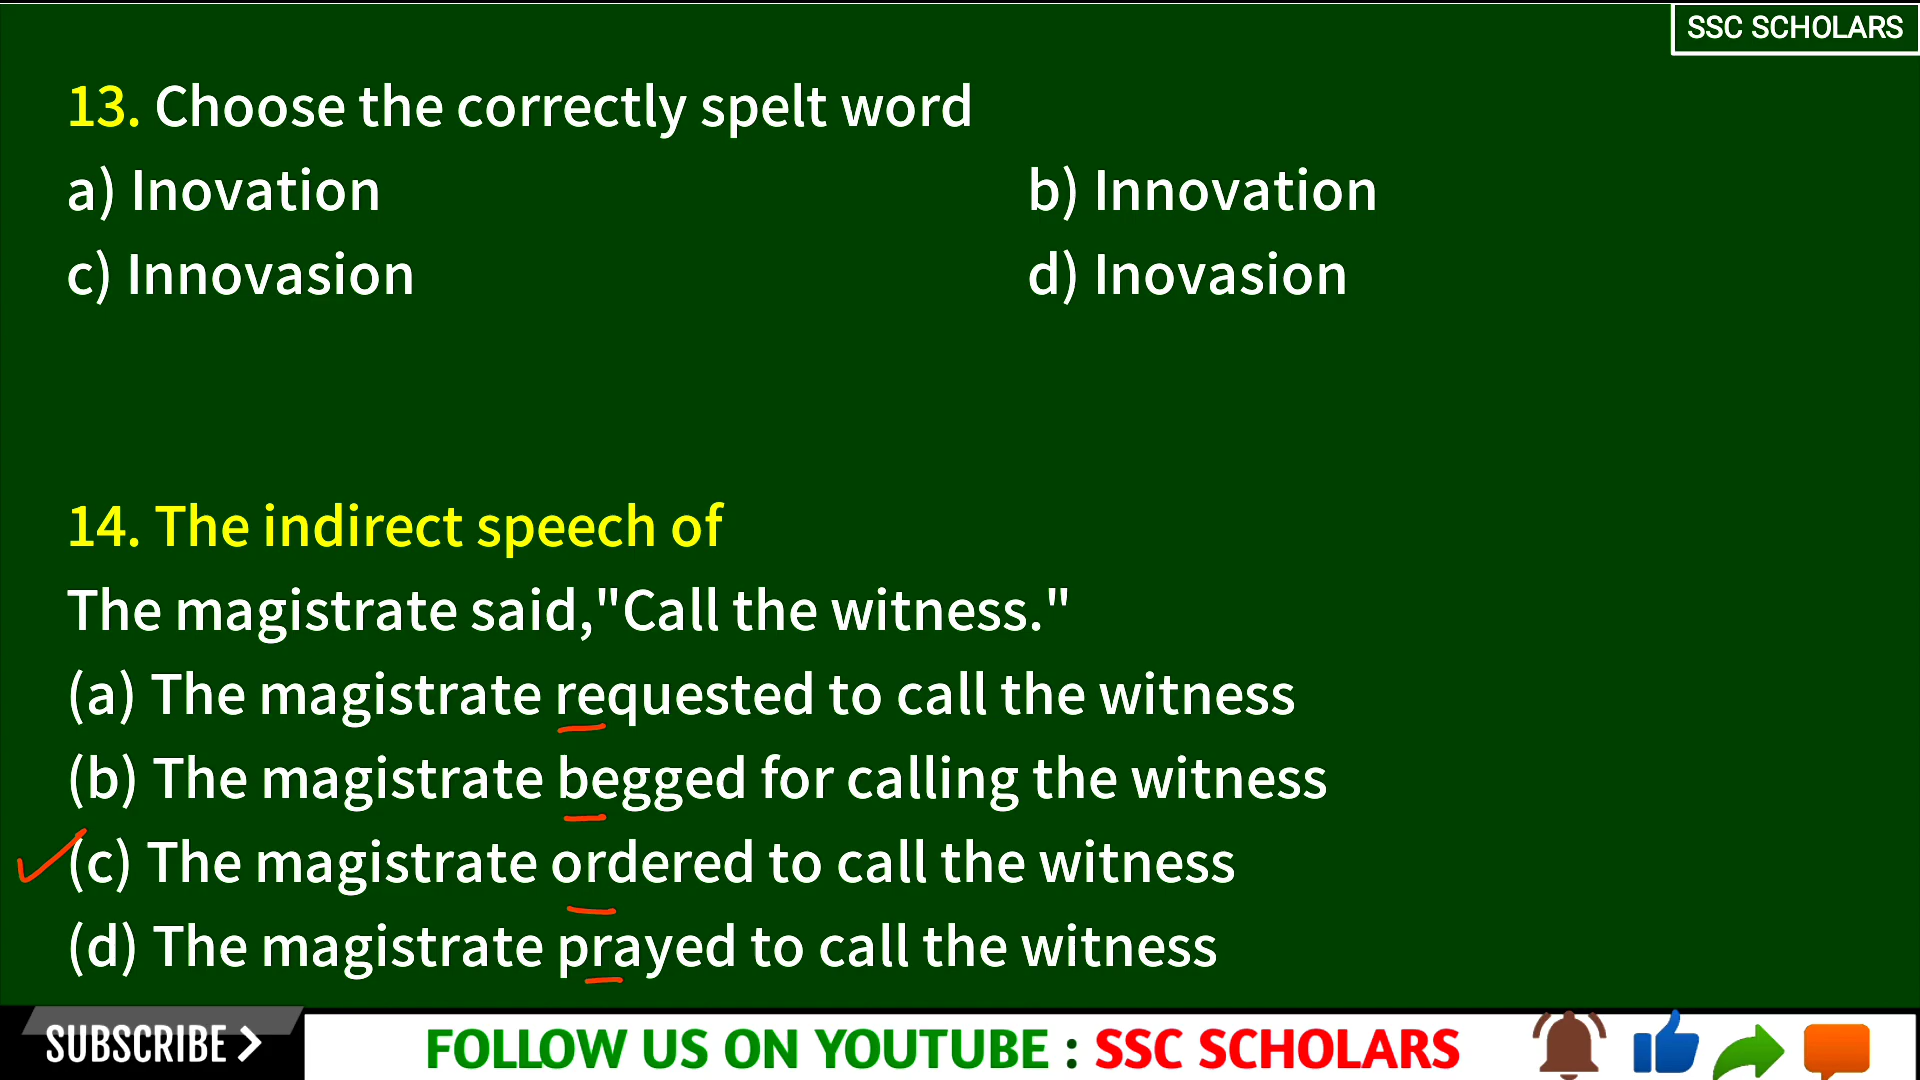 SSC SCHOLARS
13. Choose the correctly spelt word
a) Inovation b) Innovation
c) Innovasion d) Inovasion
14. The indirect speech of
The magistrate said,"Call the witness."
(a) The magistrate requested to call the witness
(b) The magistrate begged for calling the witness
(c) The magistrate ordered to call the witness
(d) The magistrate prayed to call the witness
SUBSCRIBE FOLLOW US ON YOUTUBE : SSC SCHOLARS